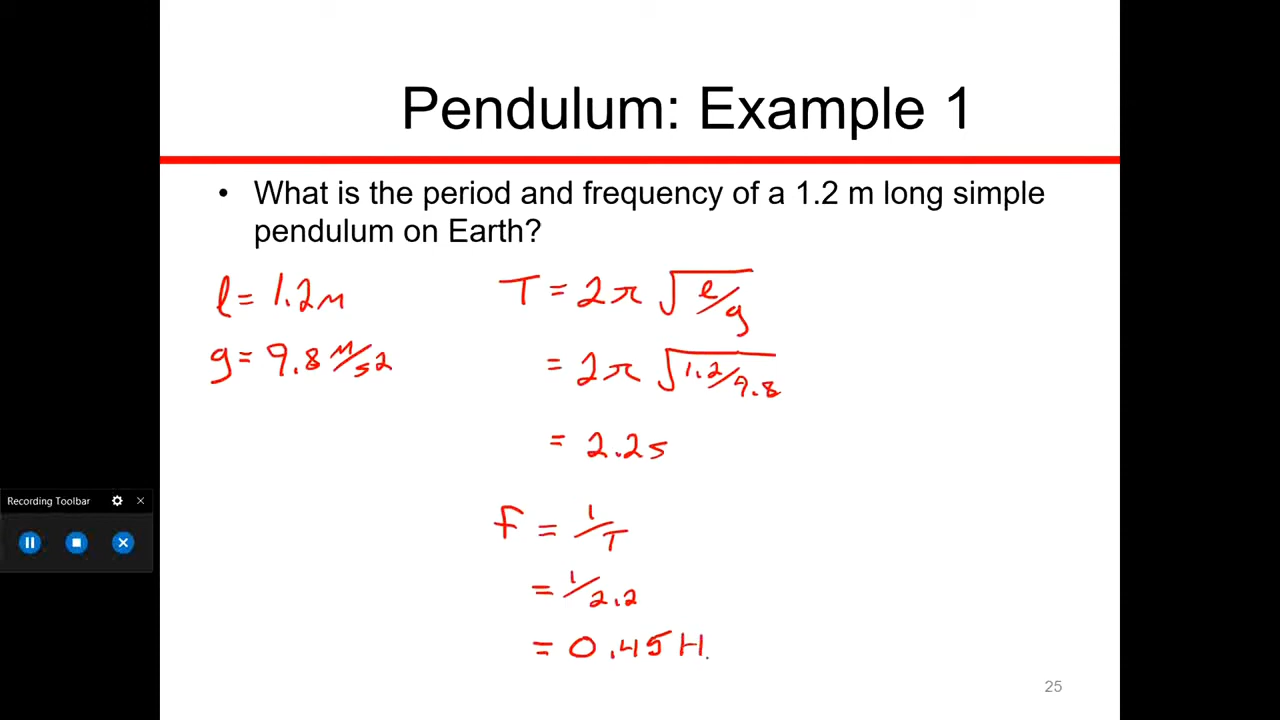 Pendulum: Example 1
• What is the period and frequency of a 1.2 m long simple
pendulum on Earth?
l = 1.2m
g = 9.8 m/s2
T = 2π √l/g
= 2π √1.2/9.8
= 2.2s
Recording Toolbar
f = 1/T
= 1/2.2
= 0.45 H
25